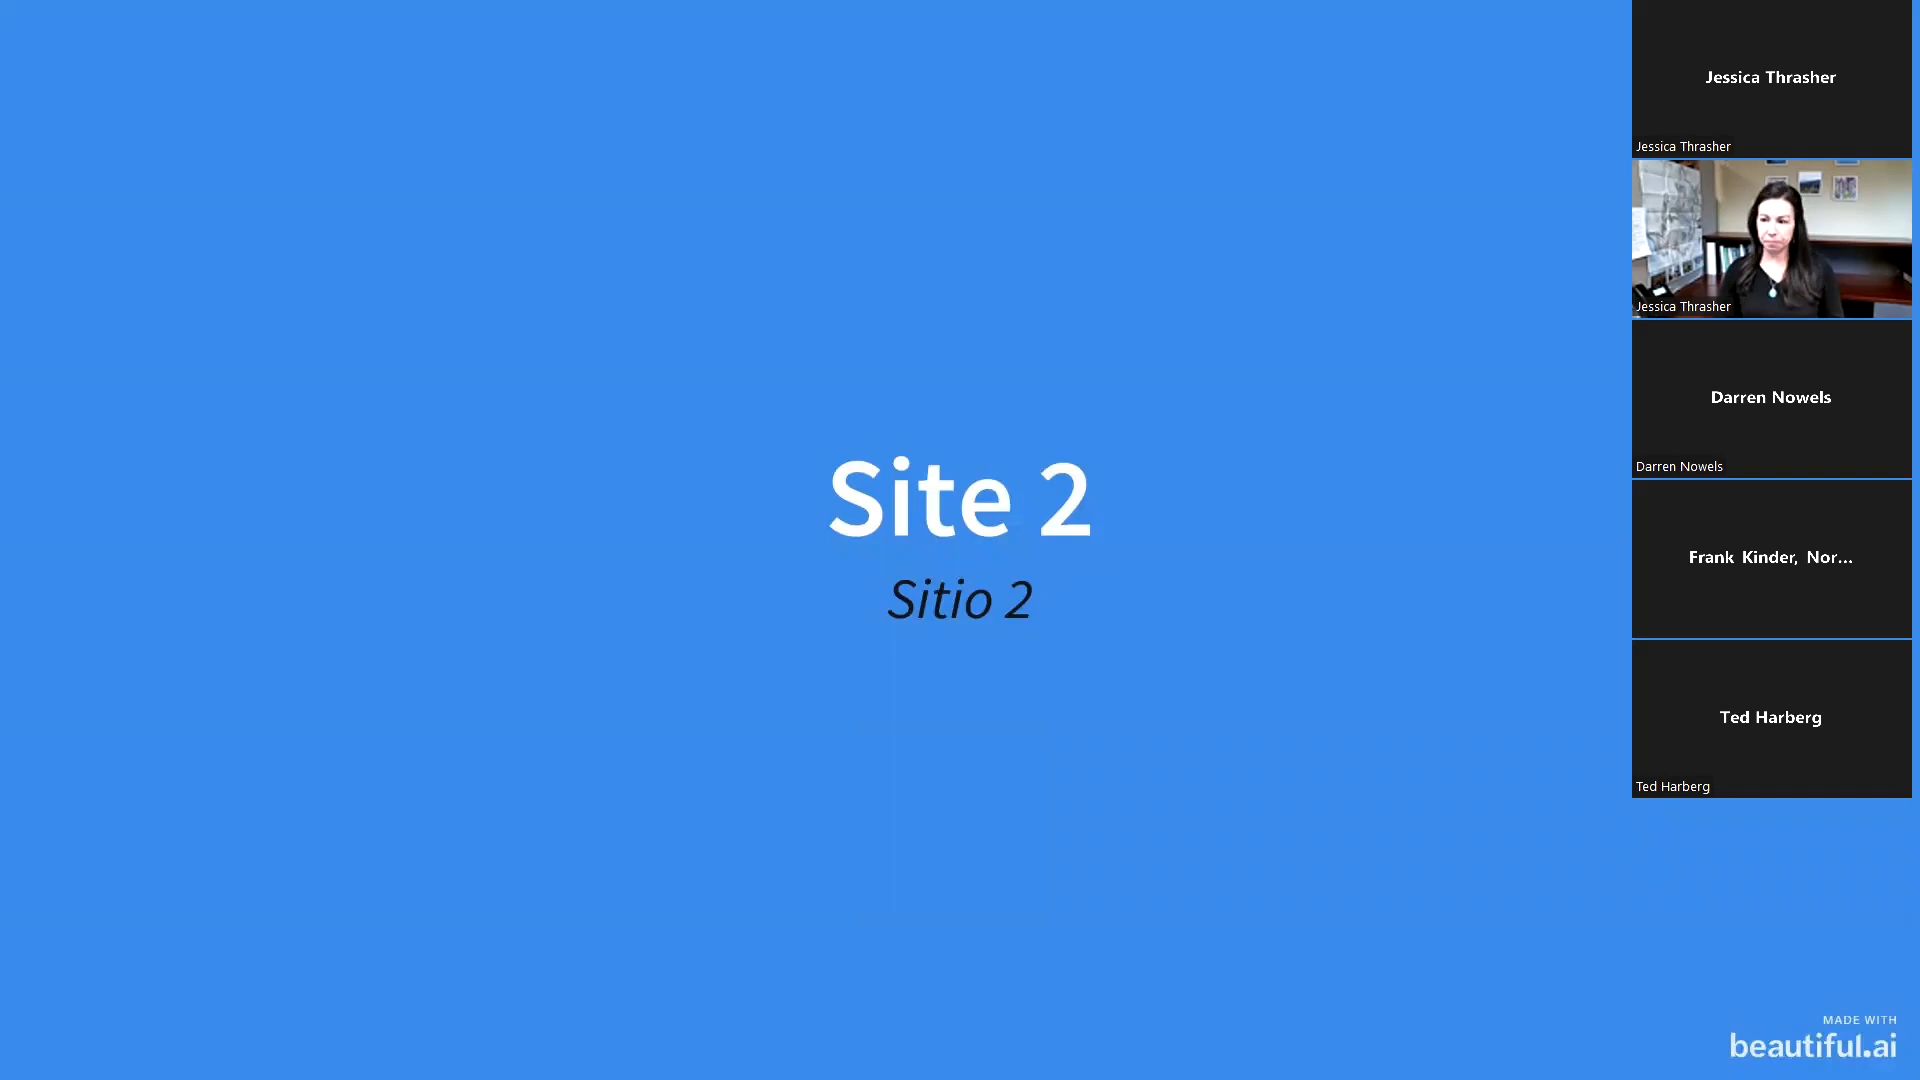 Site 2
Sitio 2
Jessica Thrasher
Jessica Thrasher
Jessica Thrasher
Darren Nowels
Darren Nowels
Frank Kinder, Nor...
Ted Harberg
Ted Harberg
MADE WITH
beautiful.ai